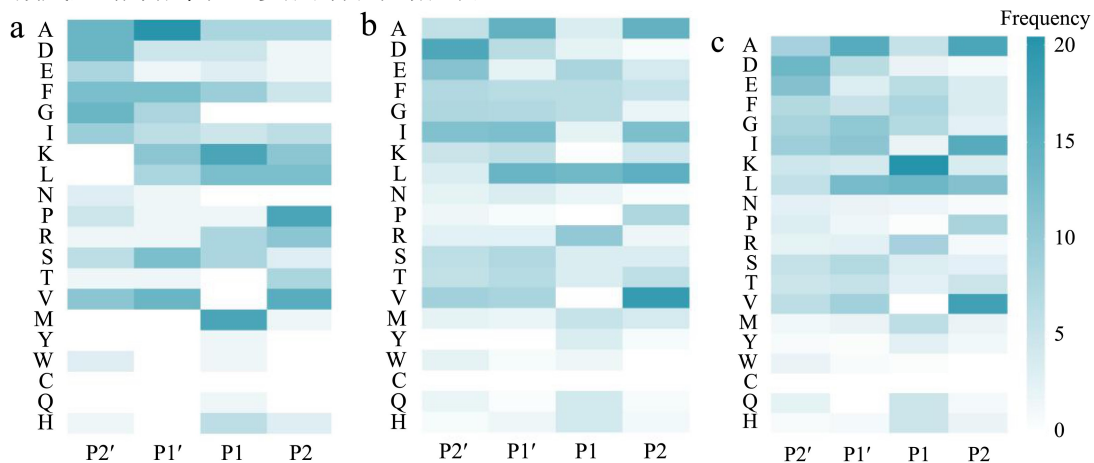 a
A
D
E
F
G
I
K
L
N
P
R
S
T
V
M
Y
W
C
Q
H
P2′ P1′ P1 P2
b
A
D
E
F
G
I
K
L
N
P
R
S
T
V
M
Y
W
C
Q
H
P2′ P1′ P1 P2
c
A
D
E
F
G
I
K
L
N
P
R
S
T
V
M
Y
W
C
Q
H
P2′ P1′ P1 P2
Frequency
20
15
10
5
0